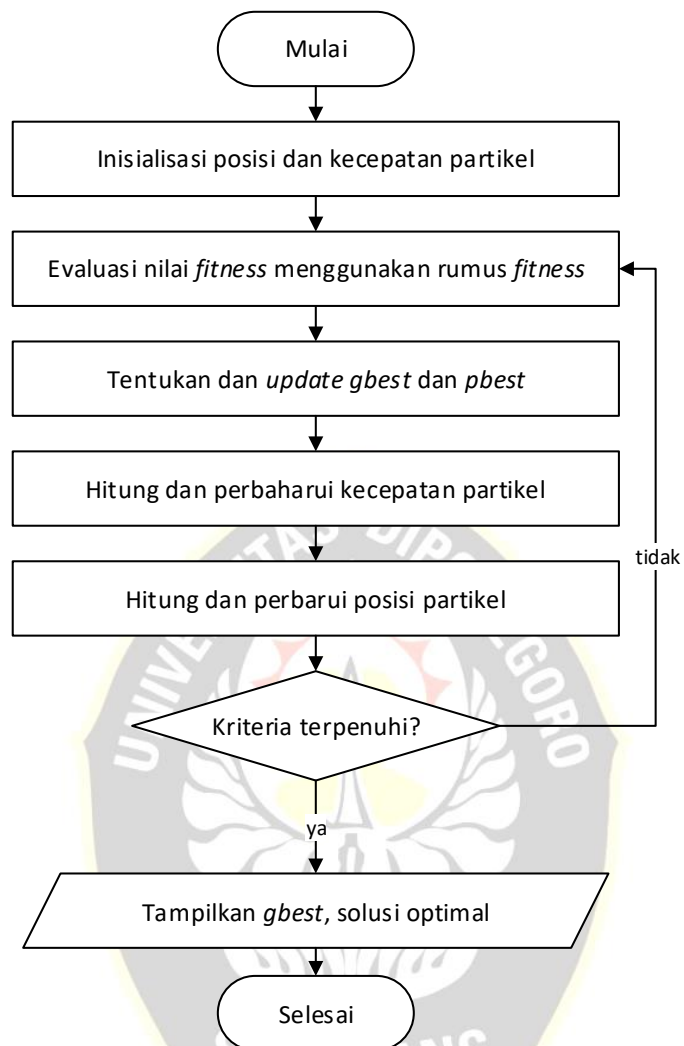 Mulai
Inisialisasi posisi dan kecepatan partikel
Evaluasi nilai fitness menggunakan rumus fitness
Tentukan dan update gbest dan pbest
Hitung dan perbaharui kecepatan partikel
tidak
Hitung dan perbarui posisi partikel
Kriteria terpenuhi?
ya
Tampilkan gbest, solusi optimal
Selesai